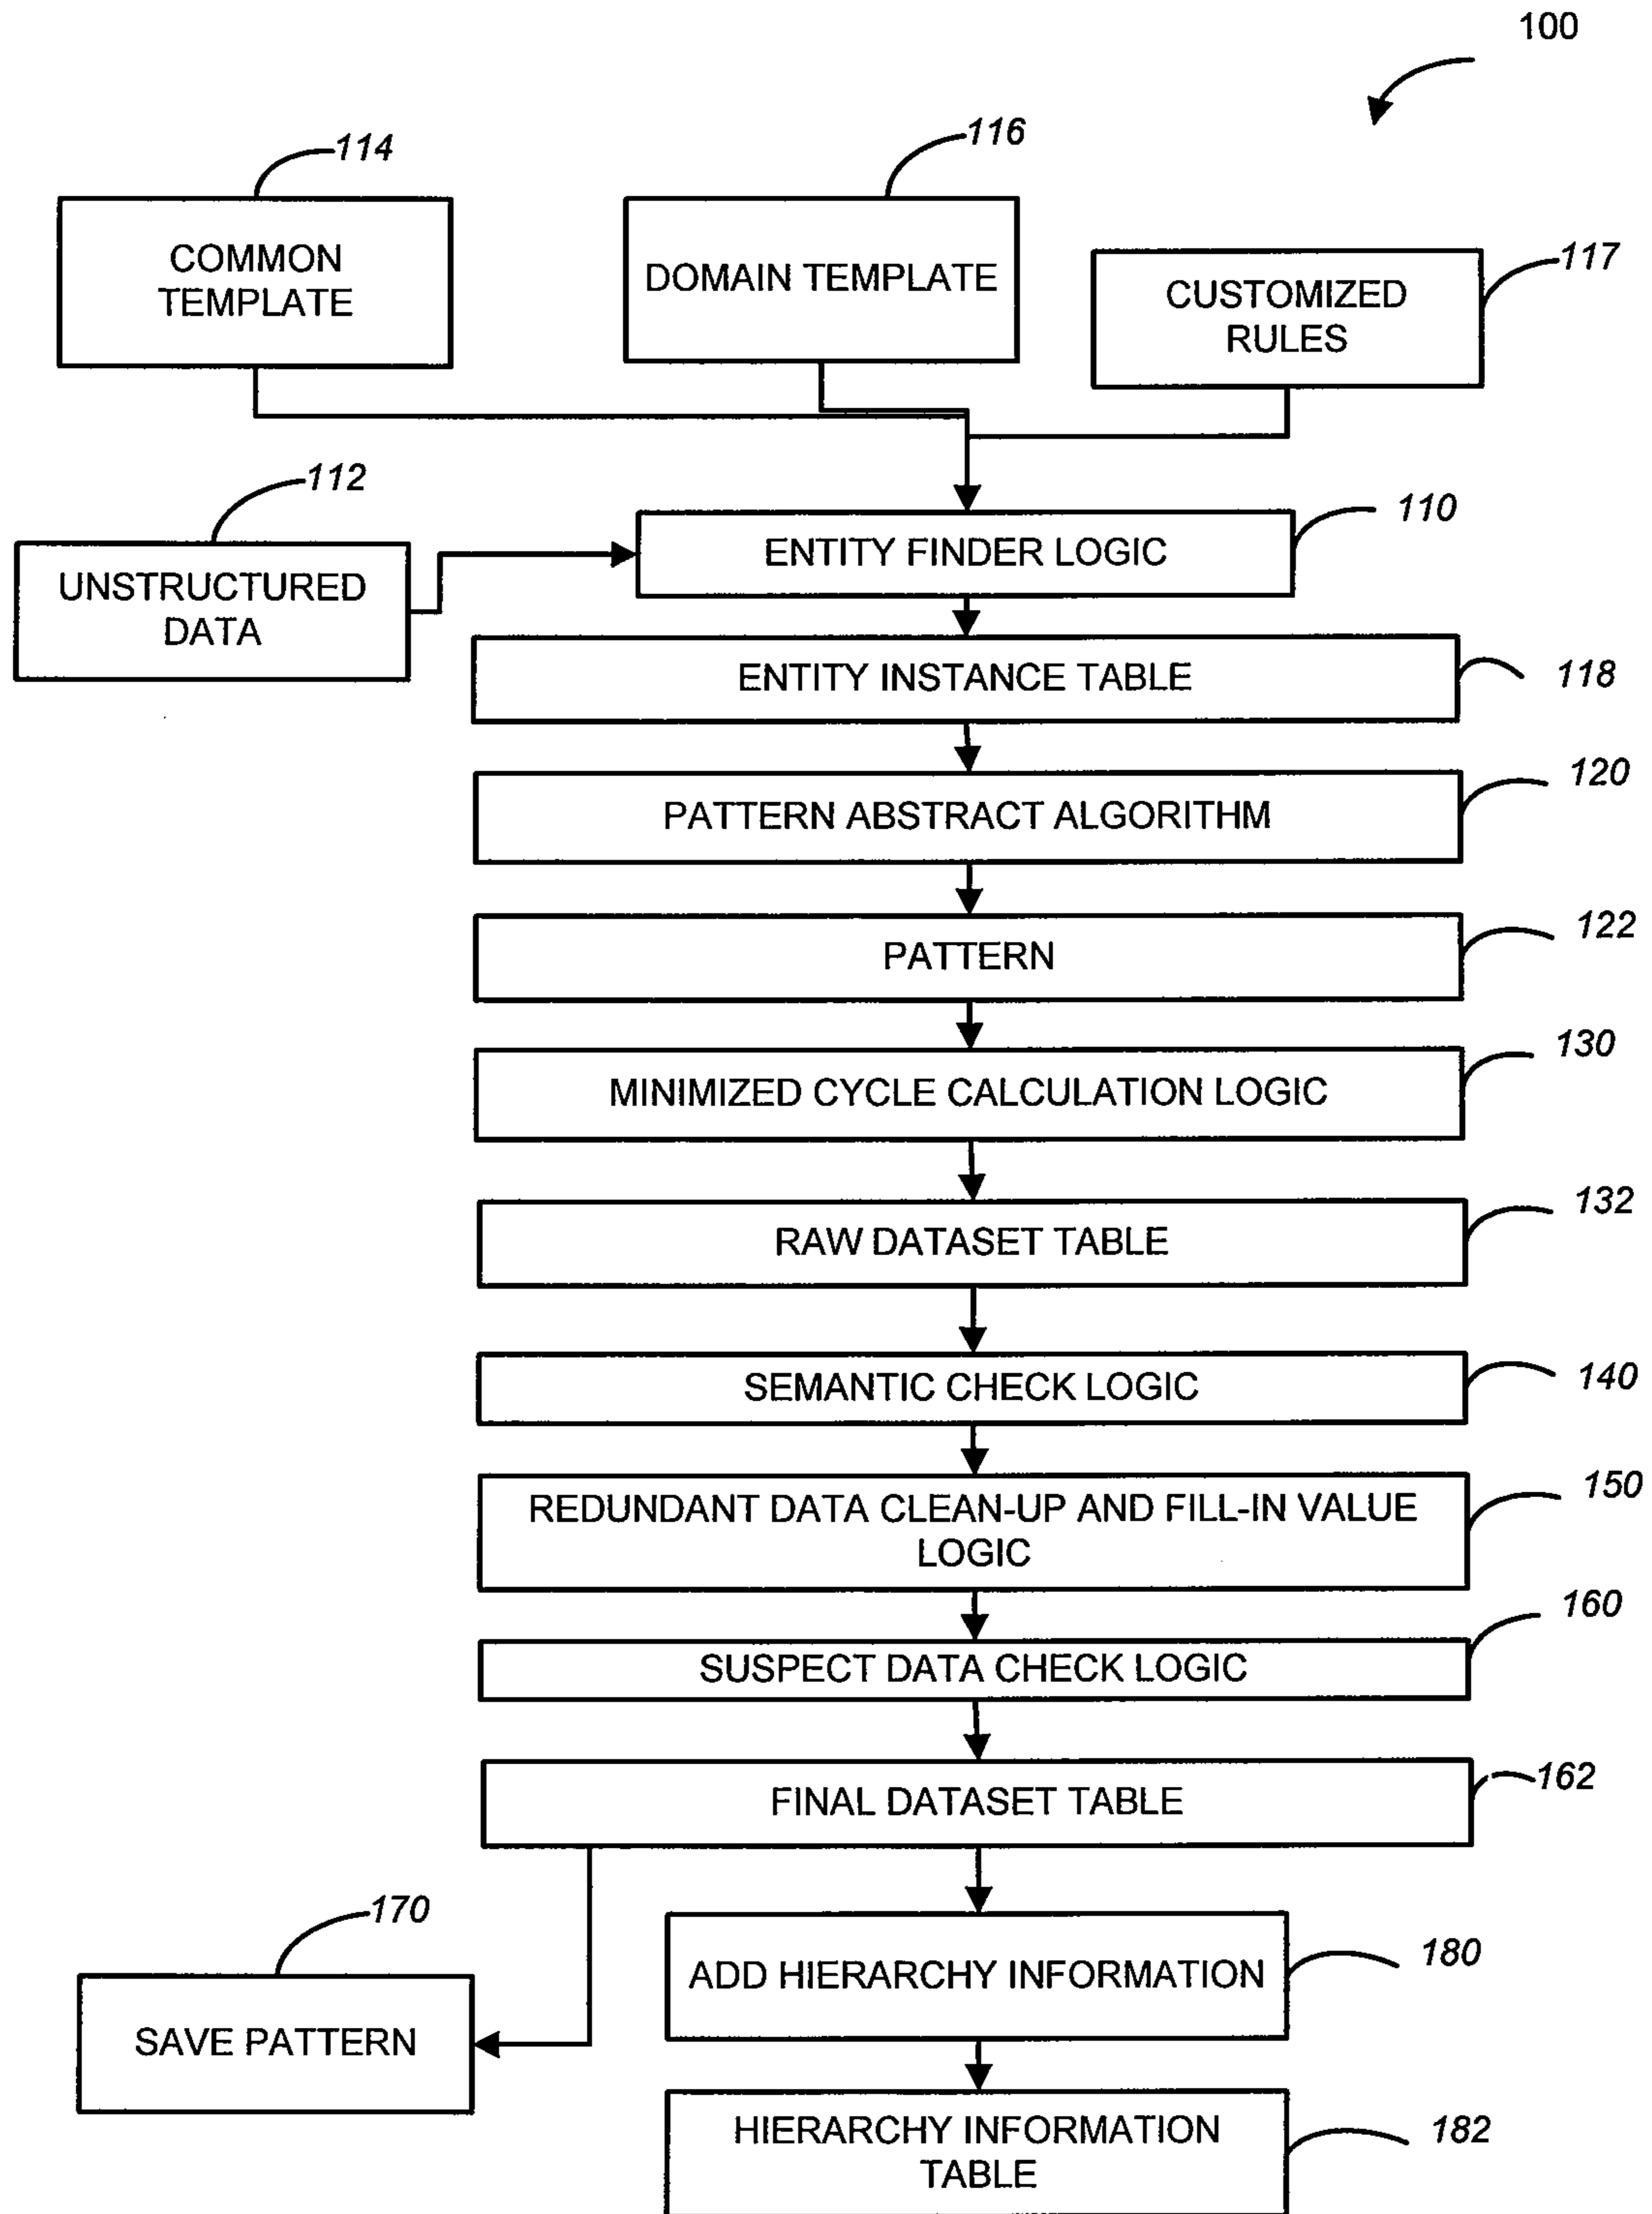 100
114
116
117
COMMON
TEMPLATE
DOMAIN TEMPLATE
CUSTOMIZED
RULES
112
110
UNSTRUCTURED
DATA
ENTITY FINDER LOGIC
ENTITY INSTANCE TABLE
118
PATTERN ABSTRACT ALGORITHM
120
PATTERN
122
MINIMIZED CYCLE CALCULATION LOGIC
130
RAW DATASET TABLE
132
SEMANTIC CHECK LOGIC
140
REDUNDANT DATA CLEAN-UP AND FILL-IN VALUE
LOGIC
150
SUSPECT DATA CHECK LOGIC
160
FINAL DATASET TABLE
162
170
SAVE PATTERN
ADD HIERARCHY INFORMATION
180
HIERARCHY INFORMATION
TABLE
182